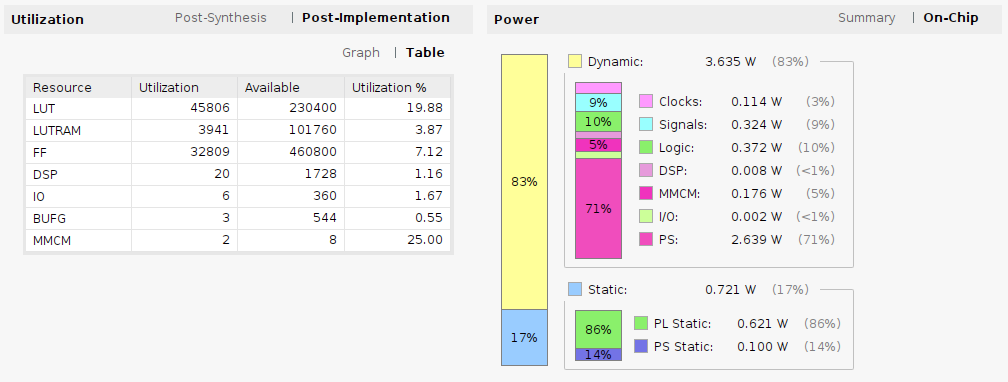 Utilization Post-Synthesis | Post-Implementation
Graph | Table
Resource Utilization Available Utilization %
LUT 45806 230400 19.88
LUTRAM 3941 101760 3.87
FF 32809 460800 7.12
DSP 20 1728 1.16
IO 6 360 1.67
BUFG 3 544 0.55
MMCM 2 8 25.00
Power Summary | On-Chip
83%
17%
Dynamic: 3.635 W (83%)
9%
10%
5%
71%
Clocks: 0.114 W (3%)
Signals: 0.324 W (9%)
Logic: 0.372 W (10%)
DSP: 0.008 W (<1%)
MMCM: 0.176 W (5%)
I/O: 0.002 W (<1%)
PS: 2.639 W (71%)
Static: 0.721 W (17%)
86%
14%
PL Static: 0.621 W (86%)
PS Static: 0.100 W (14%)